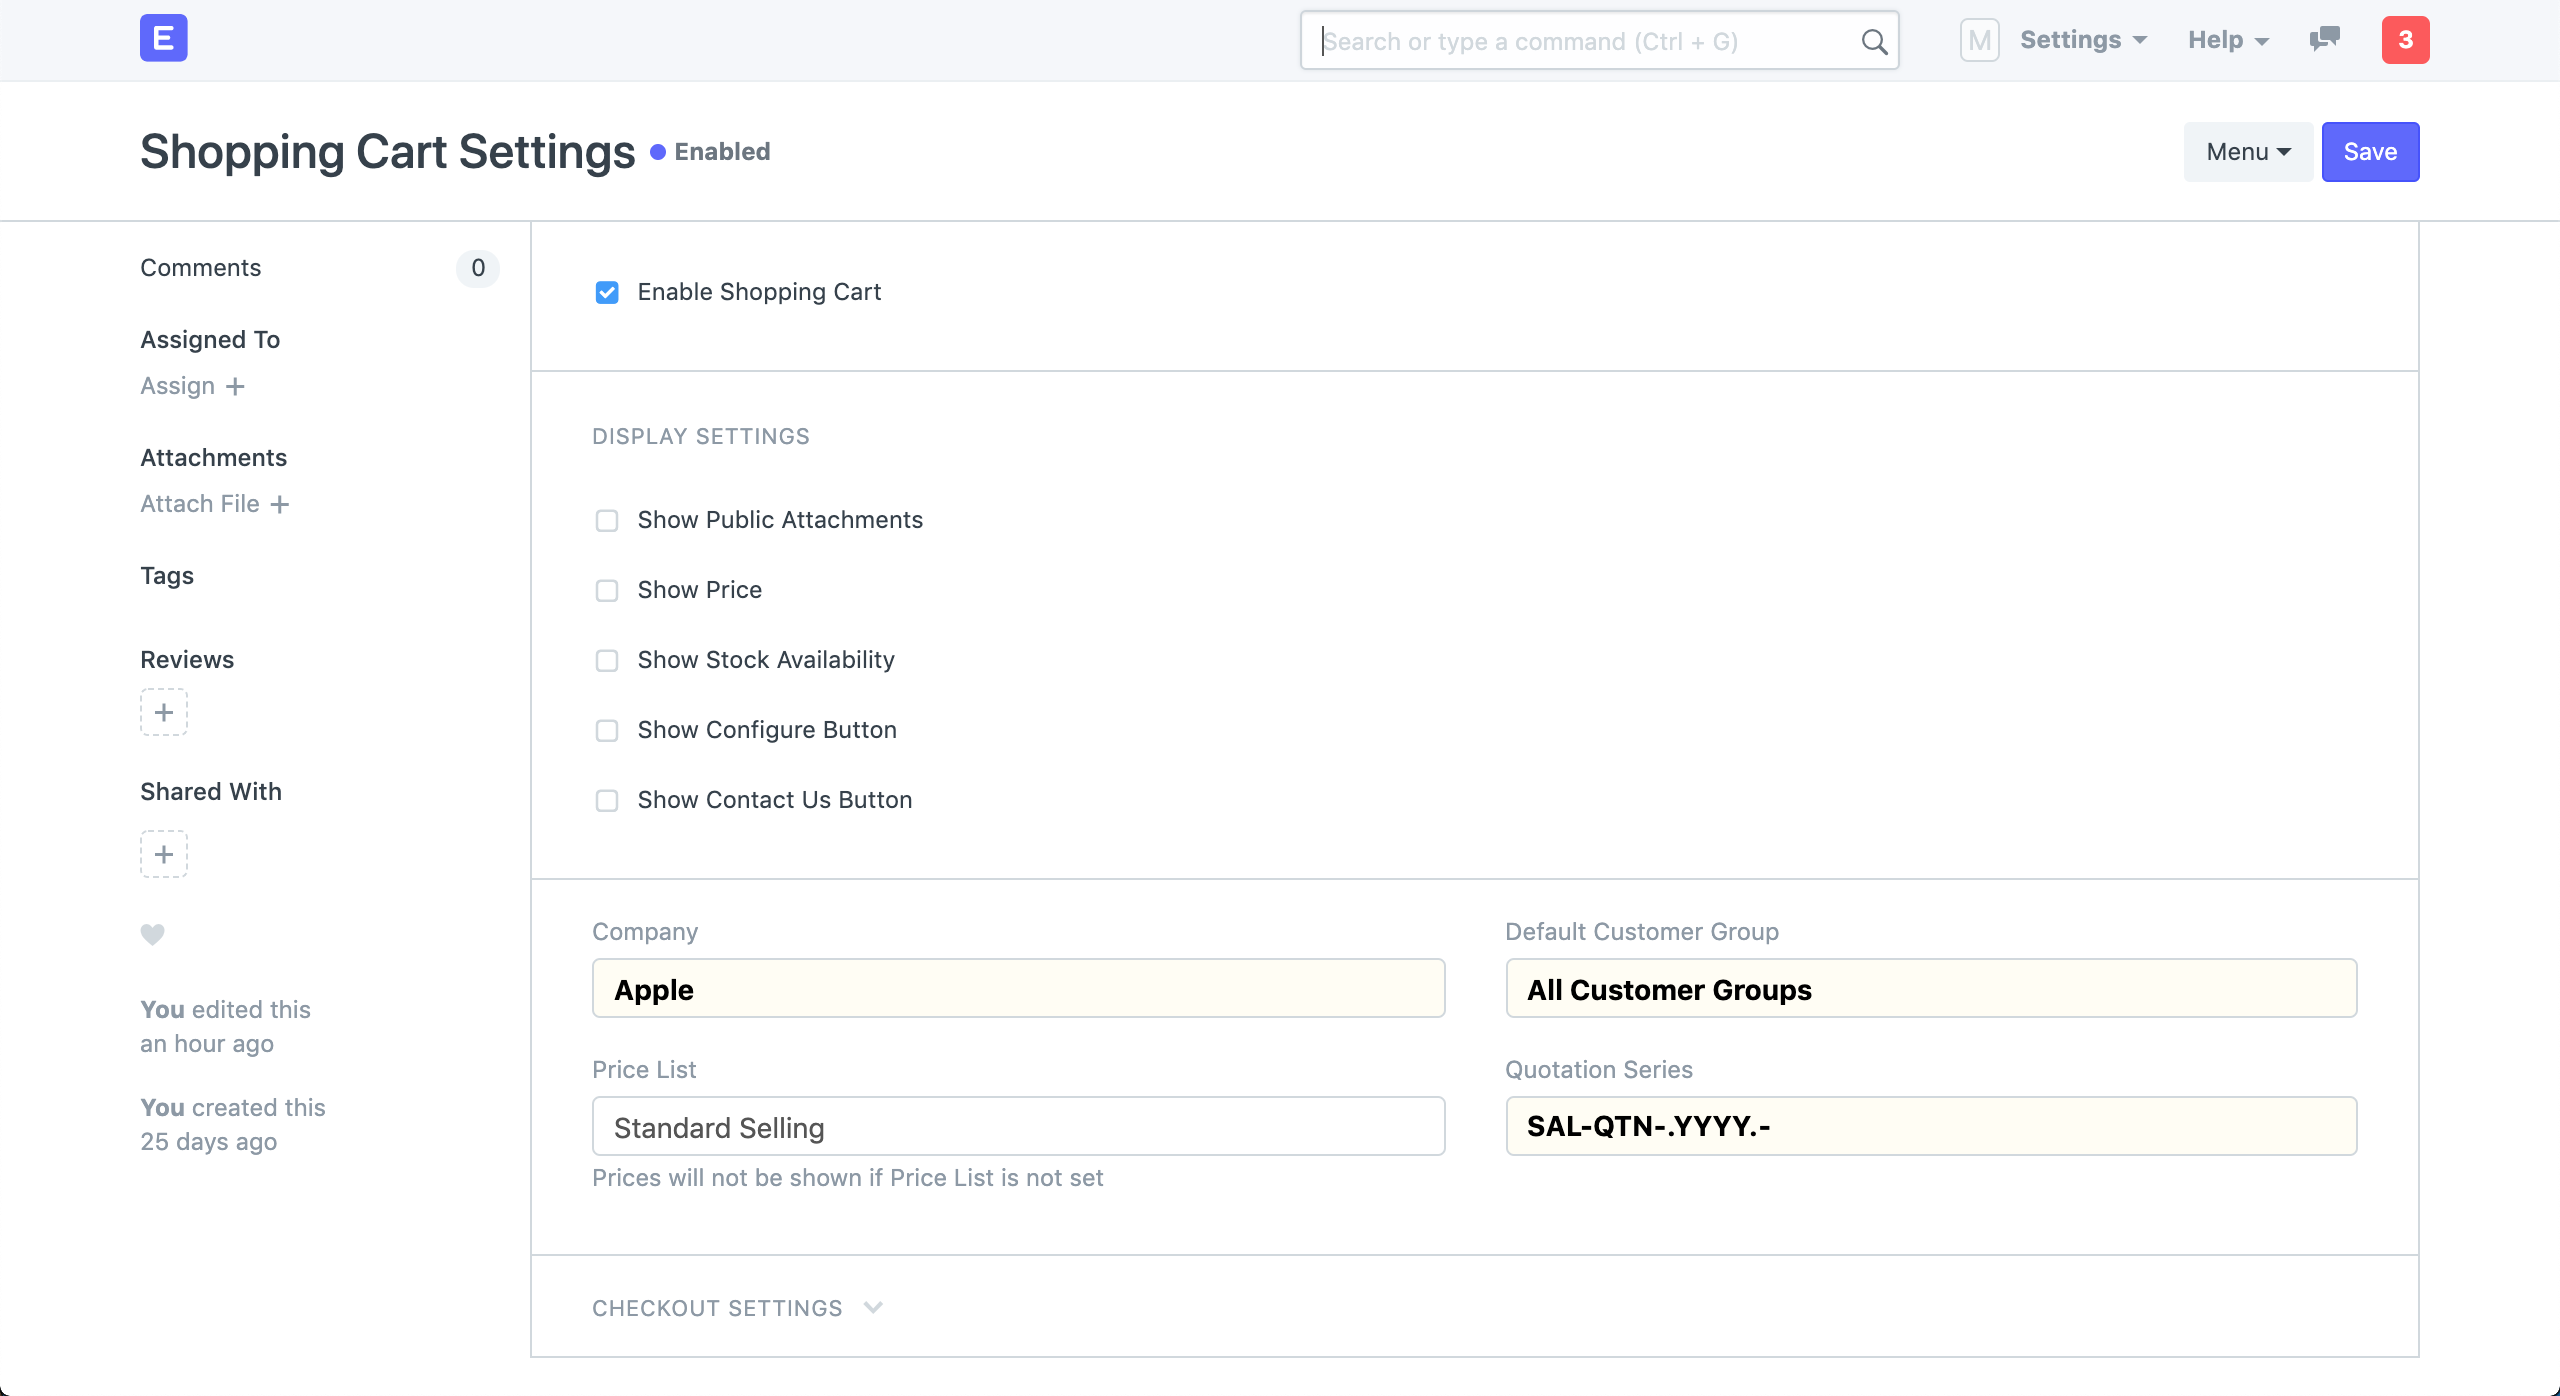 E
Search or type a command (Ctrl + G)
M
Settings
Help
3
Shopping Cart Settings
Enabled
Menu
Save
Comments
0
Assigned To
Assign +
Attachments
Attach File +
Tags
Reviews
+
Shared With
+
You edited this
an hour ago
You created this
25 days ago
Enable Shopping Cart
DISPLAY SETTINGS
Show Public Attachments
Show Price
Show Stock Availability
Show Configure Button
Show Contact Us Button
Company
Apple
Default Customer Group
All Customer Groups
Price List
Standard Selling
Prices will not be shown if Price List is not set
Quotation Series
SAL-QTN-.YYYY.-
CHECKOUT SETTINGS